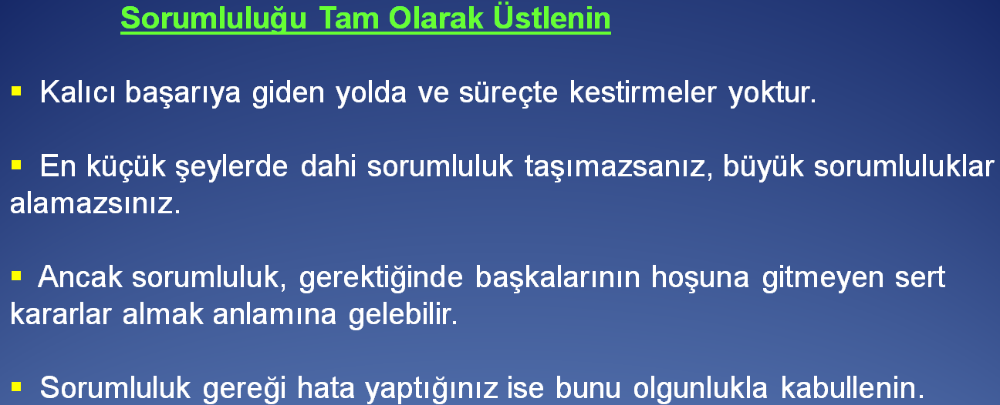 Sorumluluğu Tam Olarak Üstlenin
▪ Kalıcı başarıya giden yolda ve süreçte kestirmeler yoktur.
▪ En küçük şeylerde dahi sorumluluk taşımazsanız, büyük sorumluluklar
alamazsınız.
▪ Ancak sorumluluk, gerektiğinde başkalarının hoşuna gitmeyen sert
kararlar almak anlamına gelebilir.
▪ Sorumluluk gereği hata yaptığınız ise bunu olgunlukla kabullenin.